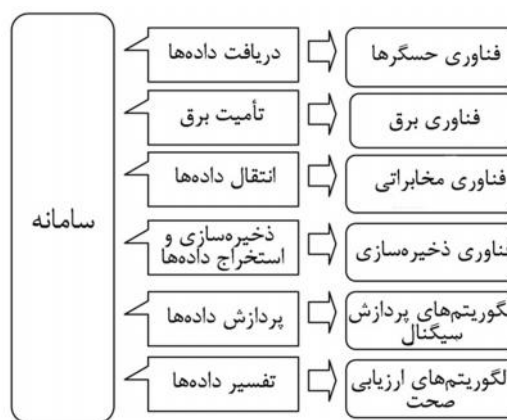 سامانه
دریافت داده‌ها
فناوری حسگرها
تأمیت برق
فناوری برق
انتقال داده‌ها
فناوری مخابراتی
ذخیره‌سازی و
استخراج داده‌ها
فناوری ذخیره‌سازی
پردازش داده‌ها
لگوریتم‌های پردازش
سیگنال
تفسیر داده‌ها
لگوریتم‌های ارزیابی
صحت